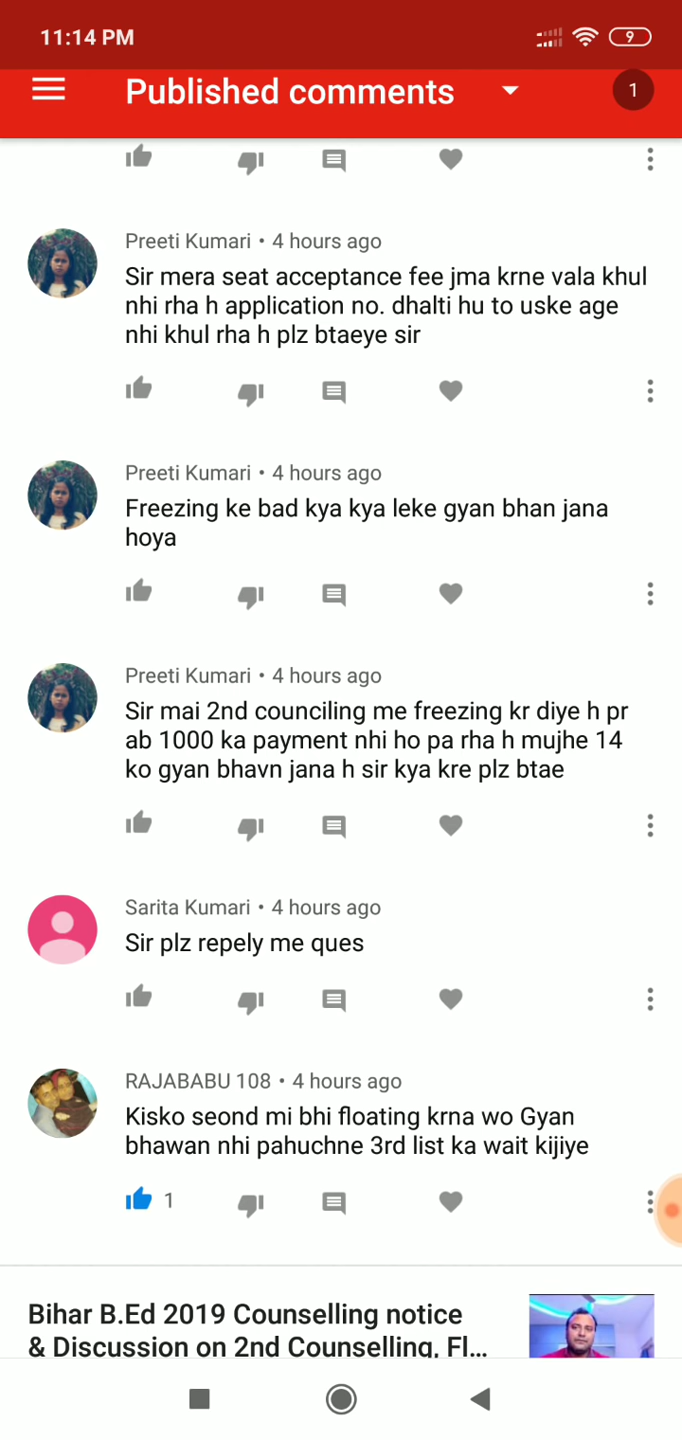 11:14 PM
9
Published comments
1
Preeti Kumari • 4 hours ago
Sir mera seat acceptance fee jma krne vala khul
nhi rha h application no. dhalti hu to uske age
nhi khul rha h plz btaeye sir
Preeti Kumari • 4 hours ago
Freezing ke bad kya kya leke gyan bhan jana
hoya
Preeti Kumari • 4 hours ago
Sir mai 2nd counciling me freezing kr diye h pr
ab 1000 ka payment nhi ho pa rha h mujhe 14
ko gyan bhavn jana h sir kya kre plz btae
Sarita Kumari • 4 hours ago
Sir plz repely me ques
RAJABABU 108 • 4 hours ago
Kisko seond mi bhi floating krna wo Gyan
bhawan nhi pahuchne 3rd list ka wait kijiye
1
Bihar B.Ed 2019 Counselling notice
& Discussion on 2nd Counselling, Fl...